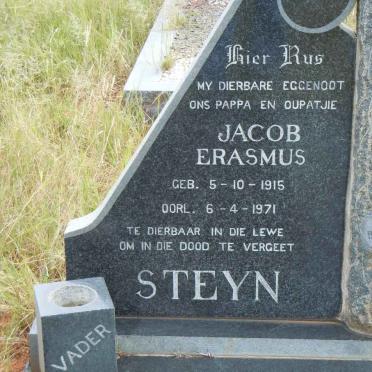 Hier Rus
MY DIERBARE EGGENOOT
ONS PAPPA EN OUPATJIE
JACOB
ERASMUS
GEB. 5-10-1915
OORL. 6-4-1971
TE DIERBAAR IN DIE LEWE
OM IN DIE DOOD TE VERGEET
STEYN
VADER